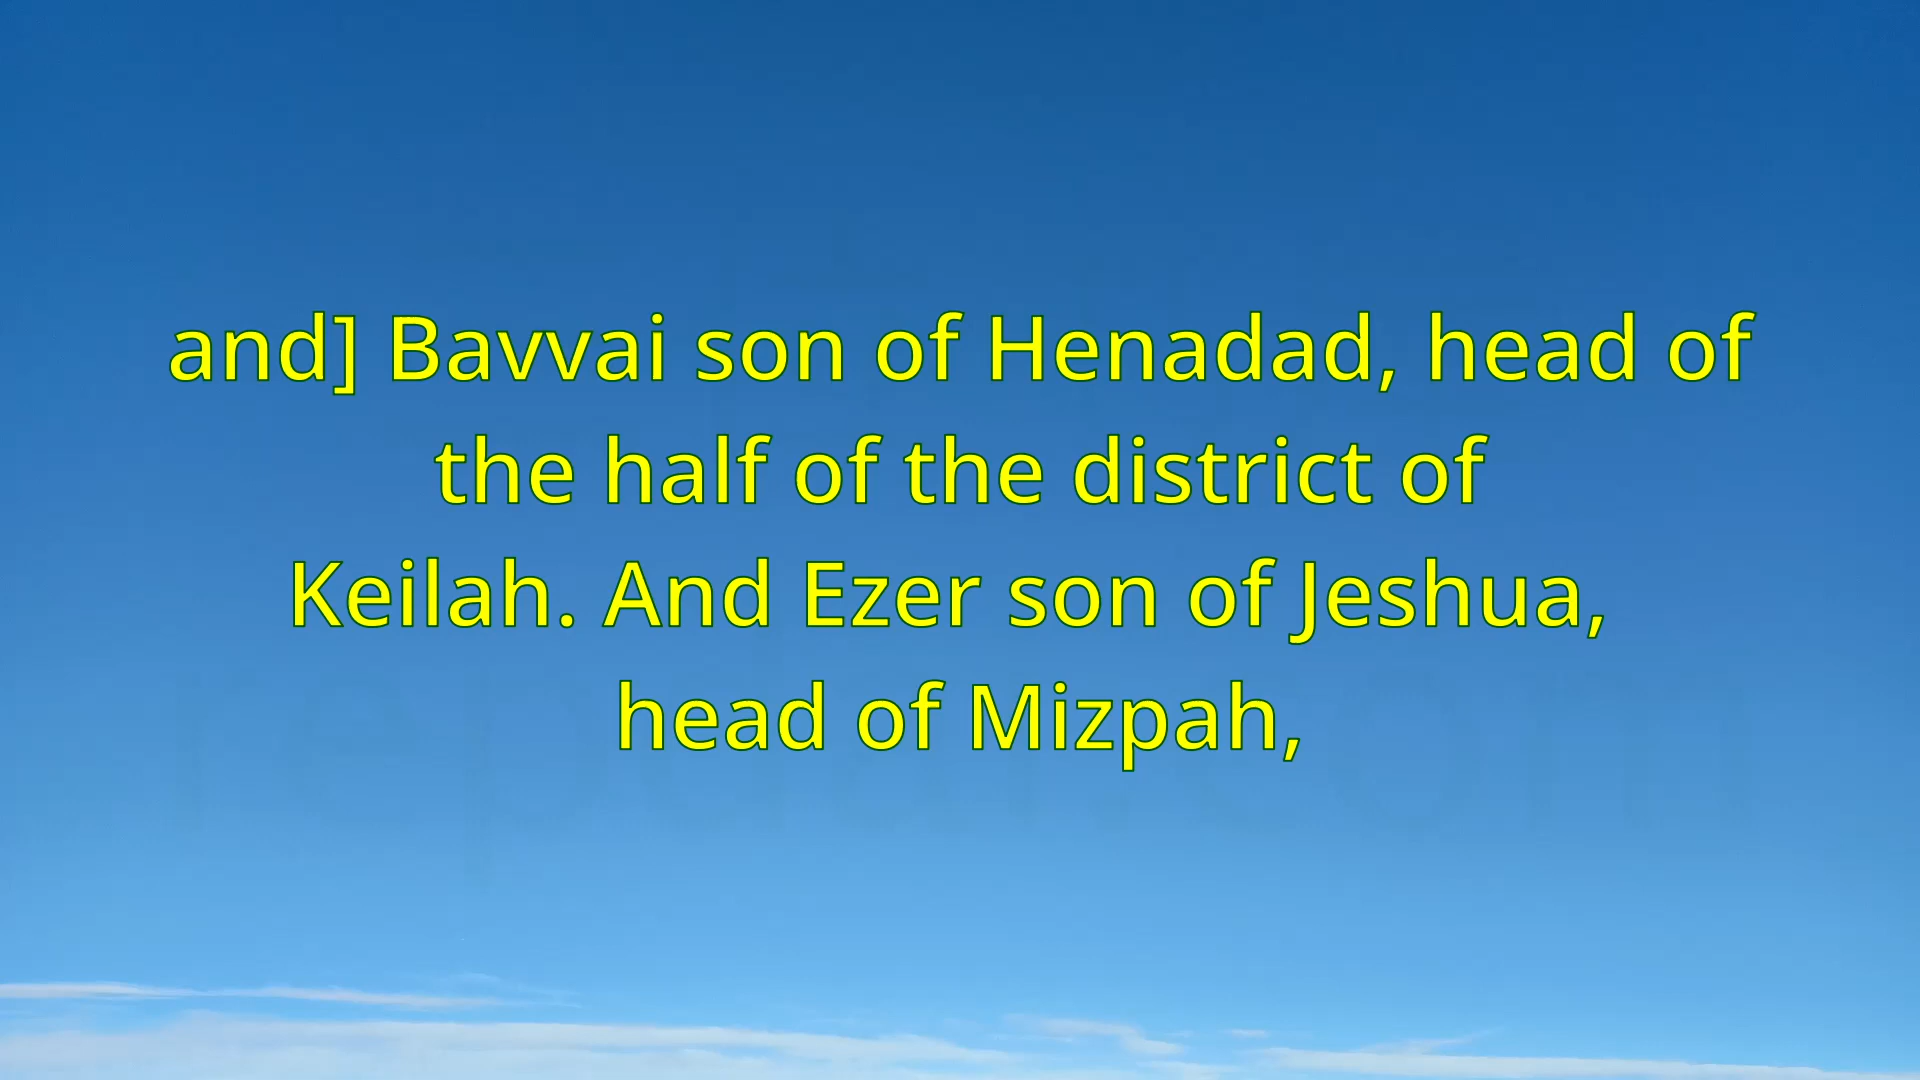 and] Bavvai son of Henadad, head of
the half of the district of
Keilah. And Ezer son of Jeshua,
head of Mizpah,